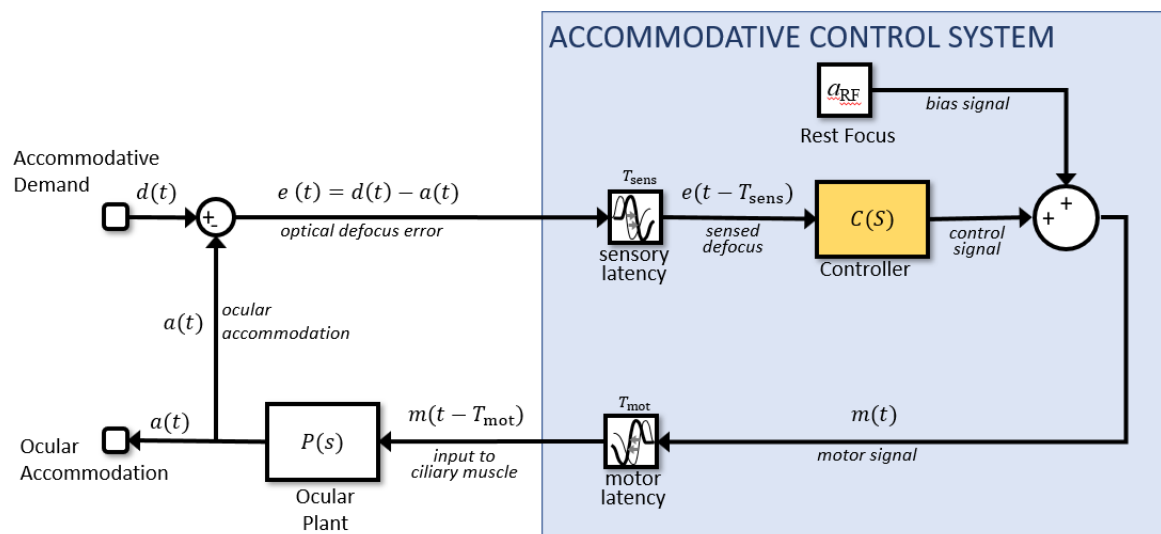 ACCOMMODATIVE CONTROL SYSTEM
a_RF
bias signal
Rest Focus
Accommodative
Demand
d(t)
+
-
e (t) = d(t) − a(t)
optical defocus error
T_sens
sensory
latency
e(t − T_sens)
sensed
defocus
C(S)
Controller
control
signal
+
+
a(t)
ocular
accommodation
Ocular
Accommodation
a(t)
P(s)
Ocular
Plant
m(t − T_mot)
input to
ciliary muscle
T_mot
motor
latency
m(t)
motor signal